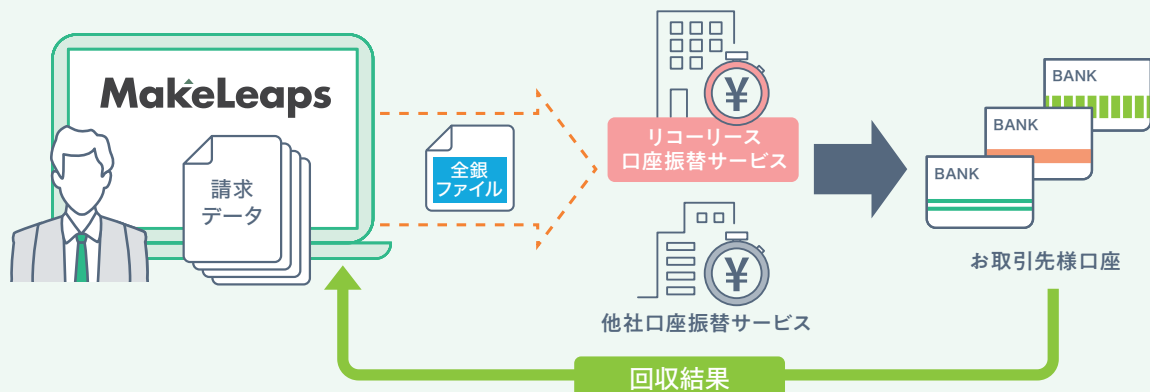 MakeLeaps
請求
データ
全銀
ファイル
¥
リコーリース
口座振替サービス
¥
他社口座振替サービス
BANK
BANK
BANK
お取引先様口座
回収結果